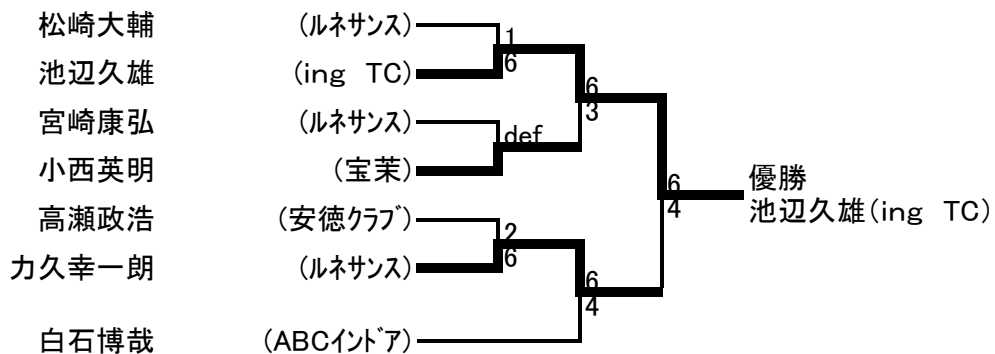 松崎大輔 (ﾙﾈｻﾝｽ)
1
6
池辺久雄 (ing TC)
6
3
宮崎康弘 (ﾙﾈｻﾝｽ)
def
小西英明 (宝茉)
6
4
優勝
池辺久雄(ing TC)
高瀬政浩 (安徳ｸﾗﾌﾞ)
2
6
力久幸一朗 (ﾙﾈｻﾝｽ)
6
4
白石博哉 (ABCｲﾝﾄﾞｱ)